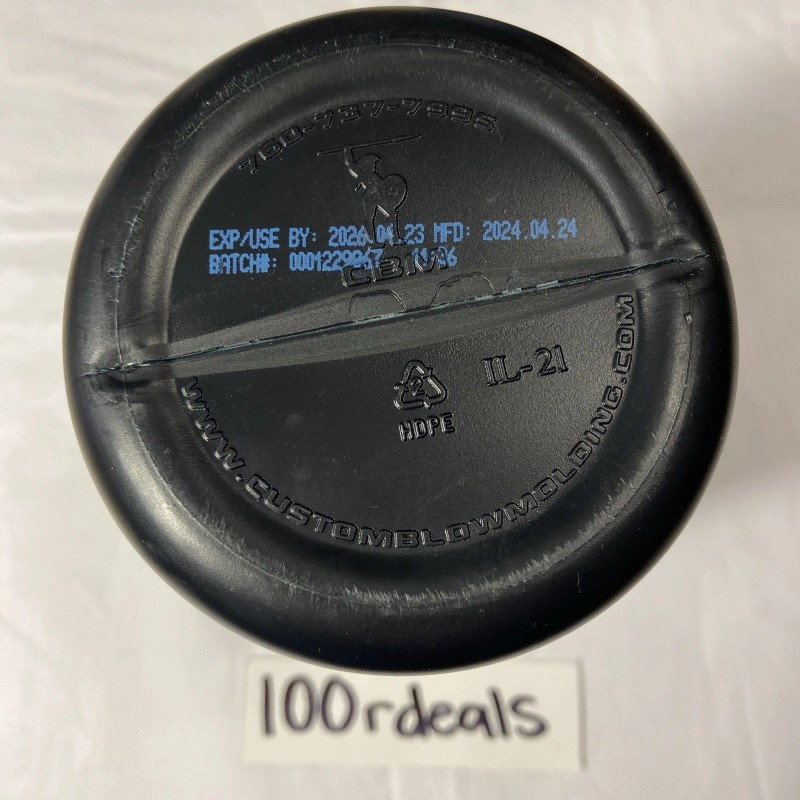 760-737-7995
EXP/USE BY: 2026.04.23 MFD: 2024.04.24
BATCH#:
CBM
2
HDPE
IL-21
WWW.CUSTOMBLOWMOLDING.COM
100rdeals